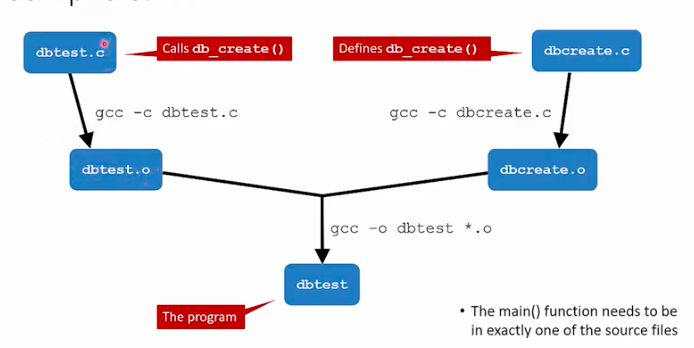 dbtest.c
Calls db_create()
Defines db_create()
dbcreate.c
gcc -c dbtest.c
gcc -c dbcreate.c
dbtest.o
dbcreate.o
gcc -o dbtest *.o
dbtest
The program
• The main() function needs to be
in exactly one of the source files